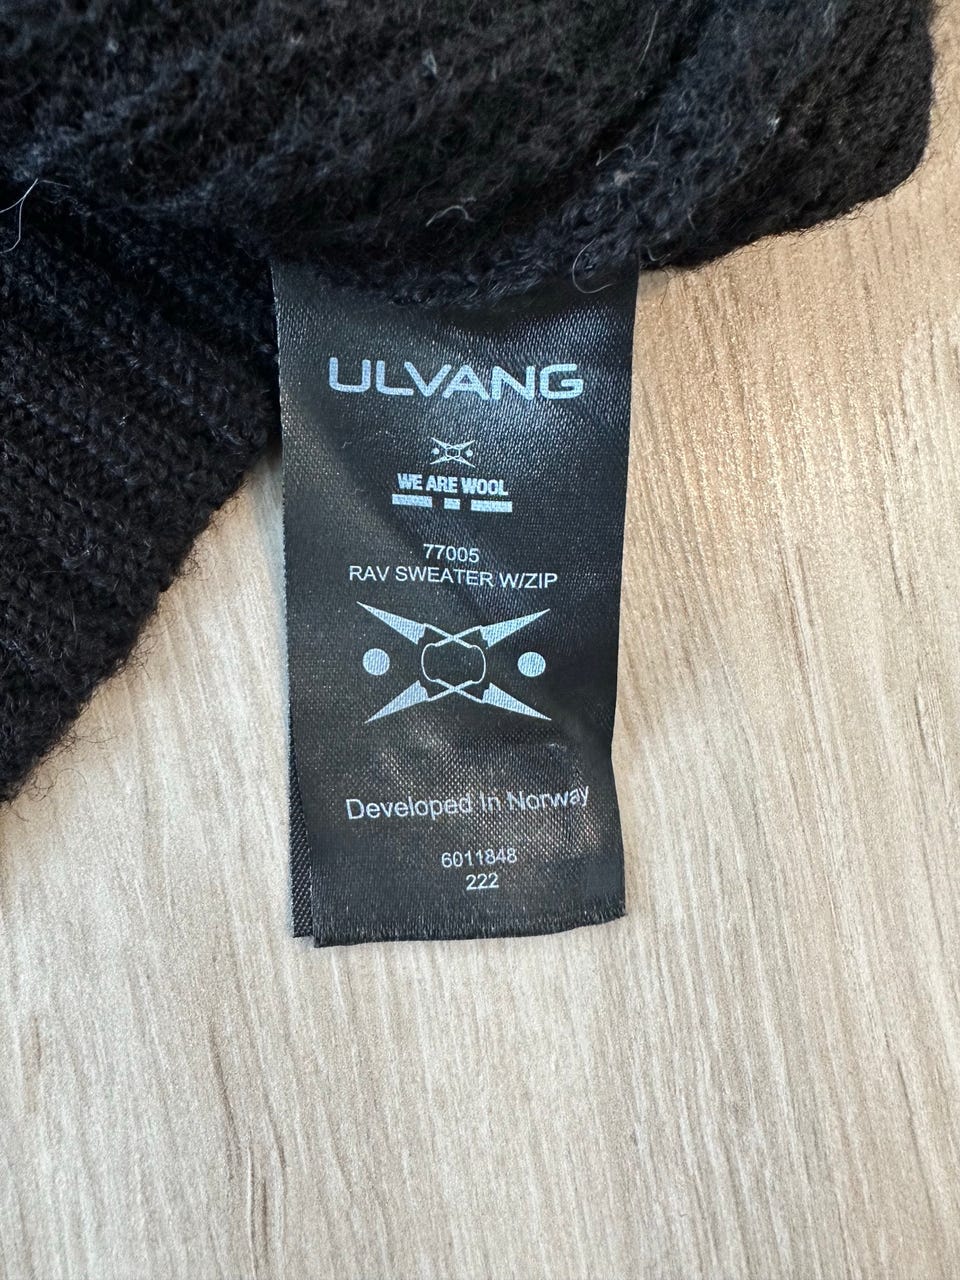 ULVANG
WE ARE WOOL
77005
RAV SWEATER W/ZIP
Developed In Norway
6011848
222